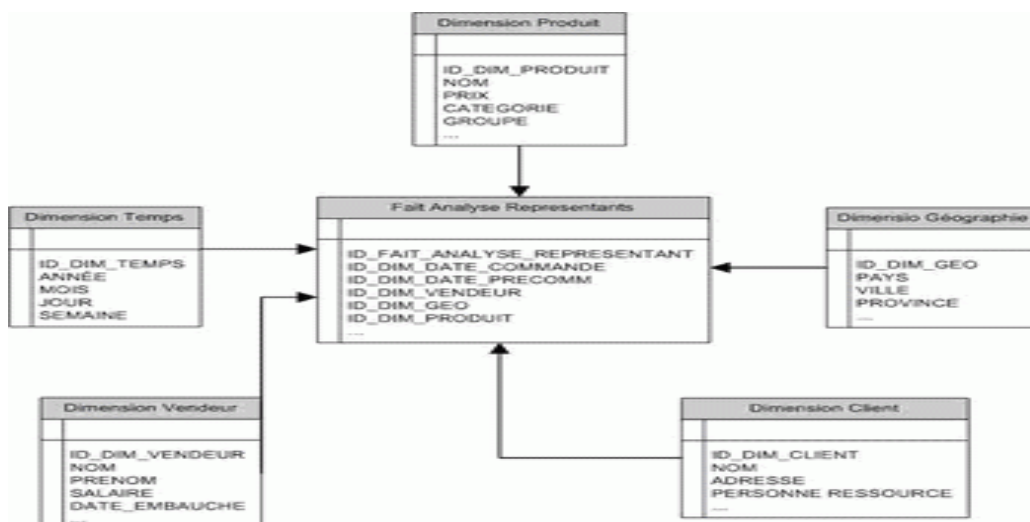 Dimension Produit
ID_DIM_PRODUIT
NOM
PRIX
CATEGORIE
GROUPE
...
Dimension Temps
ID_DIM_TEMPS
ANNÉE
MOIS
JOUR
SEMAINE
Fait Analyse Representants
ID_FAIT_ANALYSE_REPRESENTANT
ID_DIM_DATE_COMMANDE
ID_DIM_DATE_PRECOMM
ID_DIM_VENDEUR
ID_DIM_GEO
ID_DIM_PRODUIT
...
Dimensio Géographie
ID_DIM_GEO
PAYS
VILLE
PROVINCE
...
Dimension Vendeur
ID_DIM_VENDEUR
NOM
PRENOM
SALAIRE
DATE_EMBAUCHE
...
Dimension Client
ID_DIM_CLIENT
NOM
ADRESSE
PERSONNE RESSOURCE
...